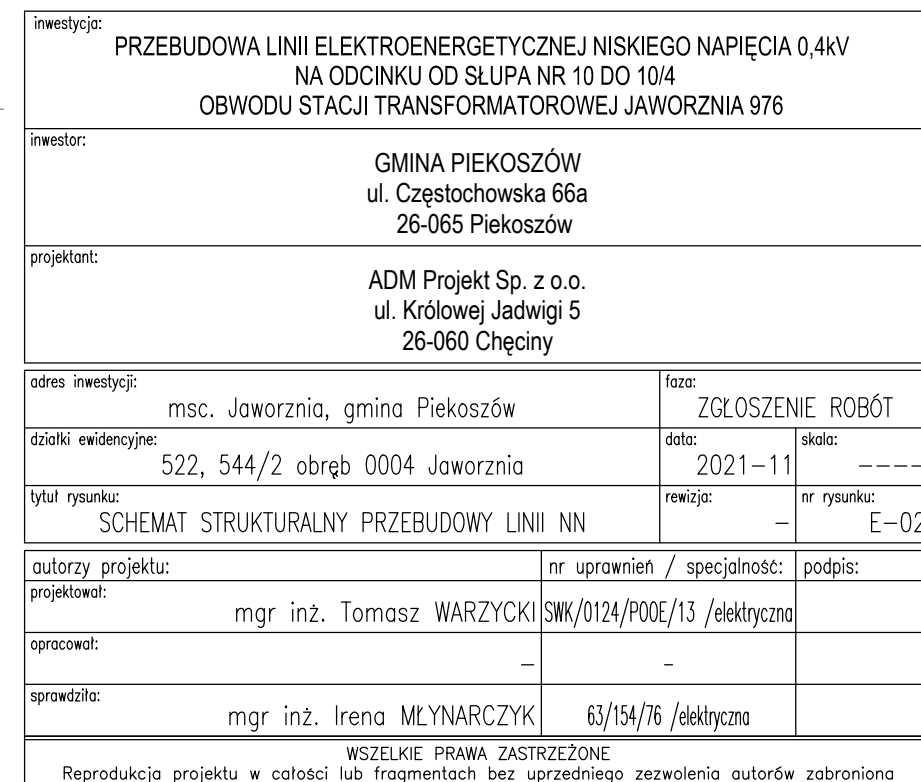 inwestycja:
PRZEBUDOWA LINII ELEKTROENERGETYCZNEJ NISKIEGO NAPIĘCIA 0,4kV
NA ODCINKU OD SŁUPA NR 10 DO 10/4
OBWODU STACJI TRANSFORMATOROWEJ JAWORZNIA 976
inwestor:
GMINA PIEKOSZÓW
ul. Częstochowska 66a
26-065 Piekoszów
projektant:
ADM Projekt Sp. z o.o.
ul. Królowej Jadwigi 5
26-060 Chęciny
adres inwestycji:
msc. Jaworznia, gmina Piekoszów
faza:
ZGŁOSZENIE ROBÓT
działki ewidencyjne:
522, 544/2 obręb 0004 Jaworznia
data:
2021-11
skala:
----
tytuł rysunku:
SCHEMAT STRUKTURALNY PRZEBUDOWY LINII NN
rewizja:
-
nr rysunku:
E-02
autorzy projektu: nr uprawnień / specjalność: podpis:
projektował:
mgr inż. Tomasz WARZYCKI SWK/0124/POOE/13 /elektryczna
opracował:
- -
sprawdziła:
mgr inż. Irena MŁYNARCZYK 63/154/76 /elektryczna
WSZELKIE PRAWA ZASTRZEŻONE
Reprodukcja projektu w całości lub fragmentach bez uprzedniego zezwolenia autorów zabroniona